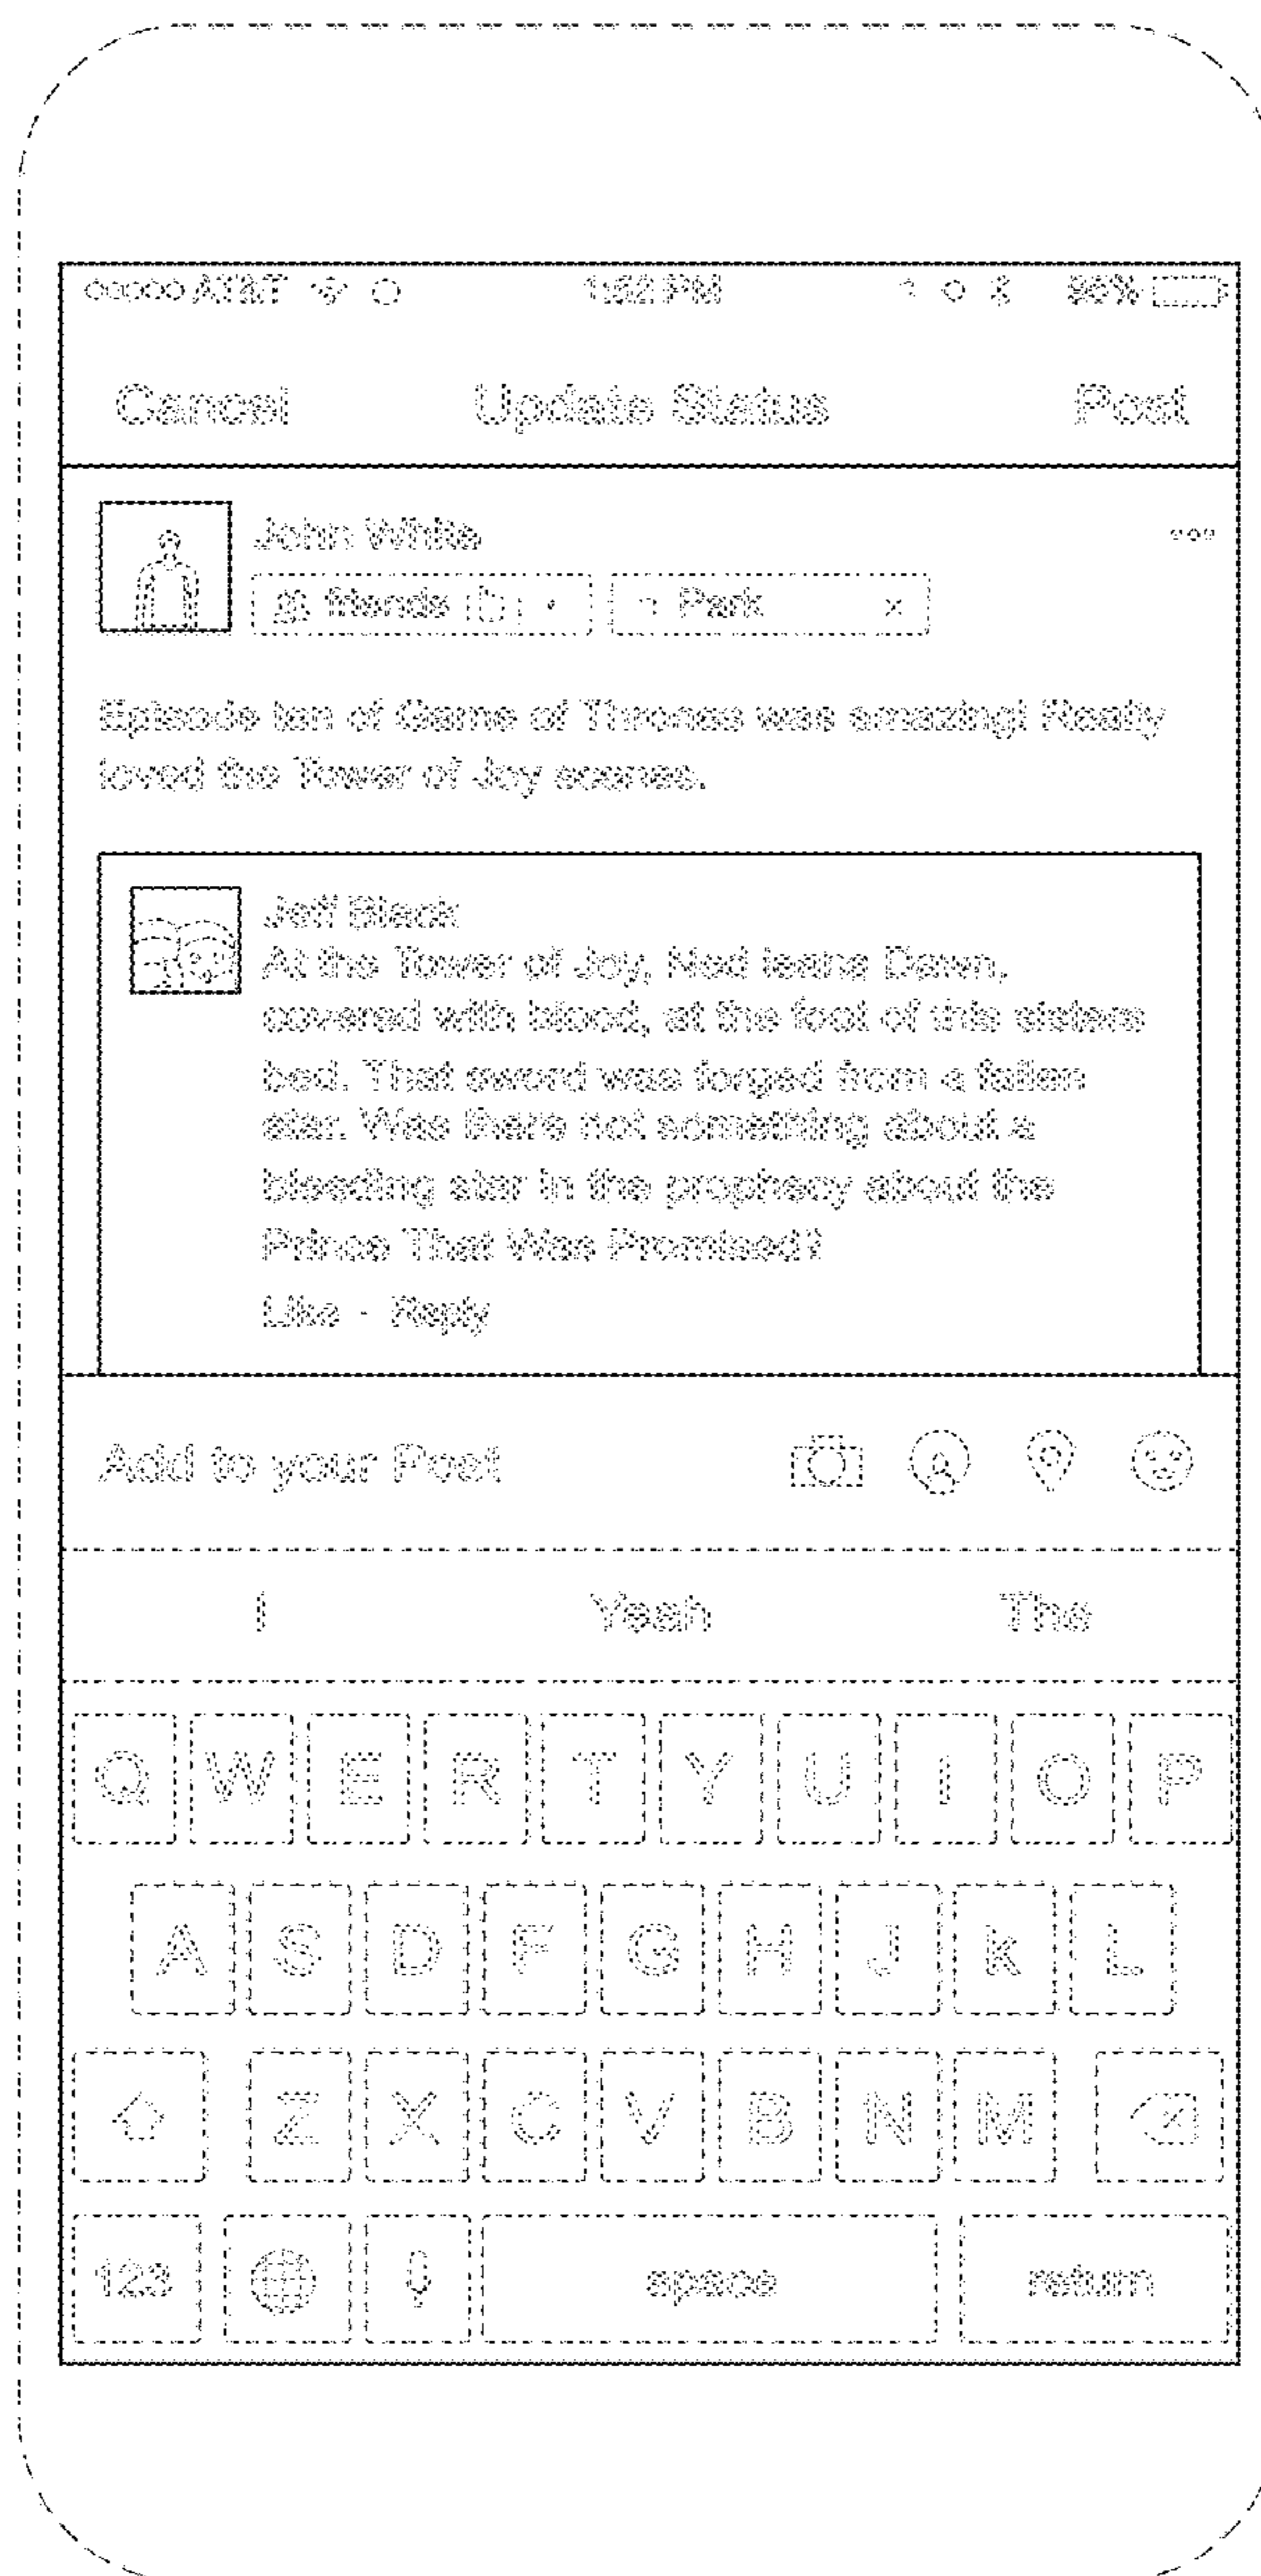 AT&T 1:52 PM 95%
Cancel Update Status Post
John White
friends Park ×
Episode ten of Game of Thrones was amazing! Really
loved the Tower of Joy scenes.
Jeff Black
At the Tower of Joy, Ned leans Dawn,
covered with blood, at the foot of this sisters
bed. That sword was forged from a fallen
star. Was there not something about a
bleeding star in the prophecy about the
Prince That Was Promised?
Like · Reply
Add to your Post
I Yeah The
Q W E R T Y U I O P
A S D F G H J k L
Z X C V B N M
123 space return